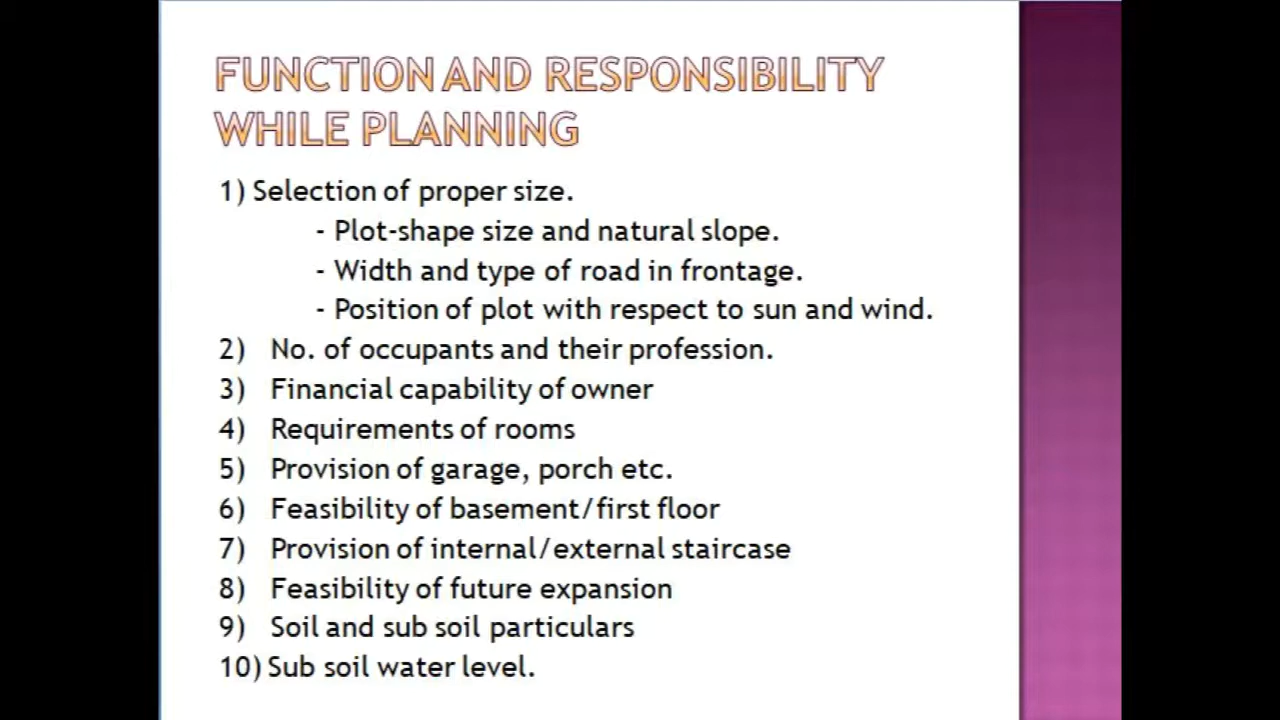 FUNCTION AND RESPONSIBILITY
WHILE PLANNING
1) Selection of proper size.
- Plot-shape size and natural slope.
- Width and type of road in frontage.
- Position of plot with respect to sun and wind.
2) No. of occupants and their profession.
3) Financial capability of owner
4) Requirements of rooms
5) Provision of garage, porch etc.
6) Feasibility of basement/first floor
7) Provision of internal/external staircase
8) Feasibility of future expansion
9) Soil and sub soil particulars
10) Sub soil water level.